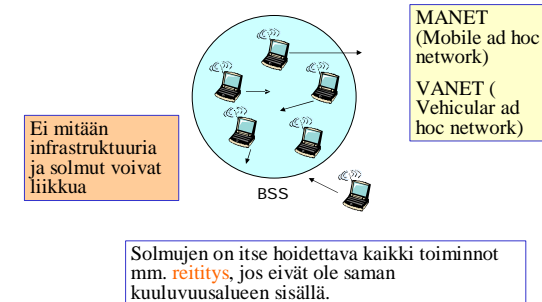 MANET
(Mobile ad hoc
network)
VANET (
Vehicular ad
hoc network)
Ei mitään
infrastruktuuria
ja solmut voivat
liikkua
BSS
Solmujen on itse hoidettava kaikki toiminnot
mm. reititys, jos eivät ole saman
kuuluvuusalueen sisällä.